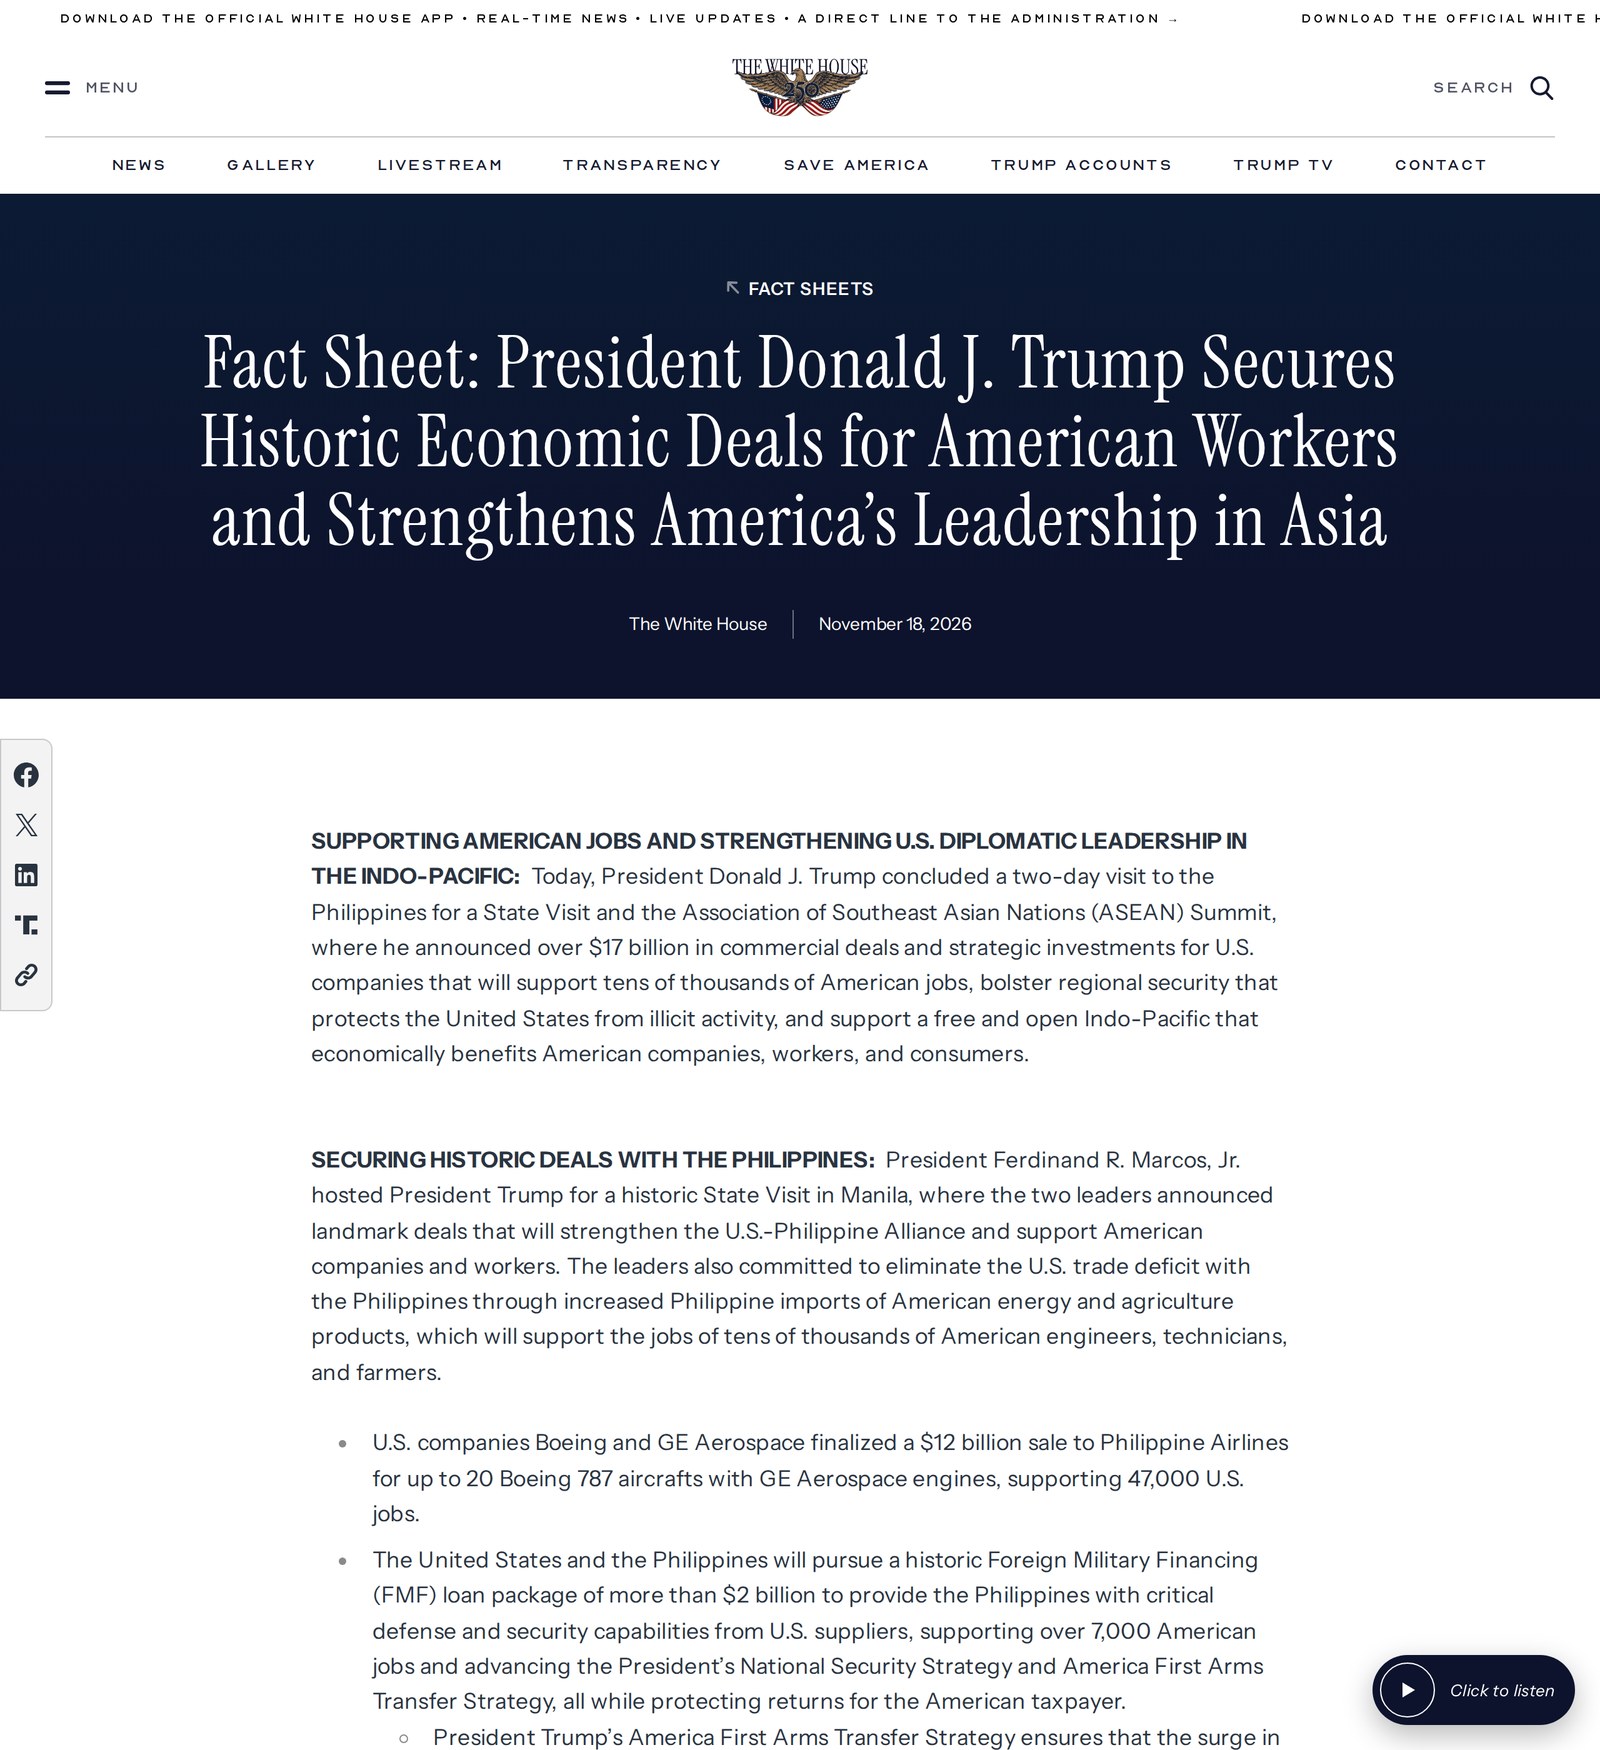 DOWNLOAD THE OFFICIAL WHITE HOUSE APP • REAL-TIME NEWS • LIVE UPDATES • A DIRECT LINE TO THE ADMINISTRATION → DOWNLOAD THE OFFICIAL WHITE H
MENU
THE WHITE HOUSE
250
SEARCH
NEWS GALLERY LIVESTREAM TRANSPARENCY SAVE AMERICA TRUMP ACCOUNTS TRUMP TV CONTACT
FACT SHEETS
Fact Sheet: President Donald J. Trump Secures
Historic Economic Deals for American Workers
and Strengthens America’s Leadership in Asia
The White House November 18, 2026
SUPPORTING AMERICAN JOBS AND STRENGTHENING U.S. DIPLOMATIC LEADERSHIP IN
THE INDO-PACIFIC: Today, President Donald J. Trump concluded a two-day visit to the
Philippines for a State Visit and the Association of Southeast Asian Nations (ASEAN) Summit,
where he announced over $17 billion in commercial deals and strategic investments for U.S.
companies that will support tens of thousands of American jobs, bolster regional security that
protects the United States from illicit activity, and support a free and open Indo-Pacific that
economically benefits American companies, workers, and consumers.
SECURING HISTORIC DEALS WITH THE PHILIPPINES: President Ferdinand R. Marcos, Jr.
hosted President Trump for a historic State Visit in Manila, where the two leaders announced
landmark deals that will strengthen the U.S.-Philippine Alliance and support American
companies and workers. The leaders also committed to eliminate the U.S. trade deficit with
the Philippines through increased Philippine imports of American energy and agriculture
products, which will support the jobs of tens of thousands of American engineers, technicians,
and farmers.
• U.S. companies Boeing and GE Aerospace finalized a $12 billion sale to Philippine Airlines
for up to 20 Boeing 787 aircrafts with GE Aerospace engines, supporting 47,000 U.S.
jobs.
• The United States and the Philippines will pursue a historic Foreign Military Financing
(FMF) loan package of more than $2 billion to provide the Philippines with critical
defense and security capabilities from U.S. suppliers, supporting over 7,000 American
jobs and advancing the President’s National Security Strategy and America First Arms
Transfer Strategy, all while protecting returns for the American taxpayer.
○ President Trump’s America First Arms Transfer Strategy ensures that the surge in
Click to listen